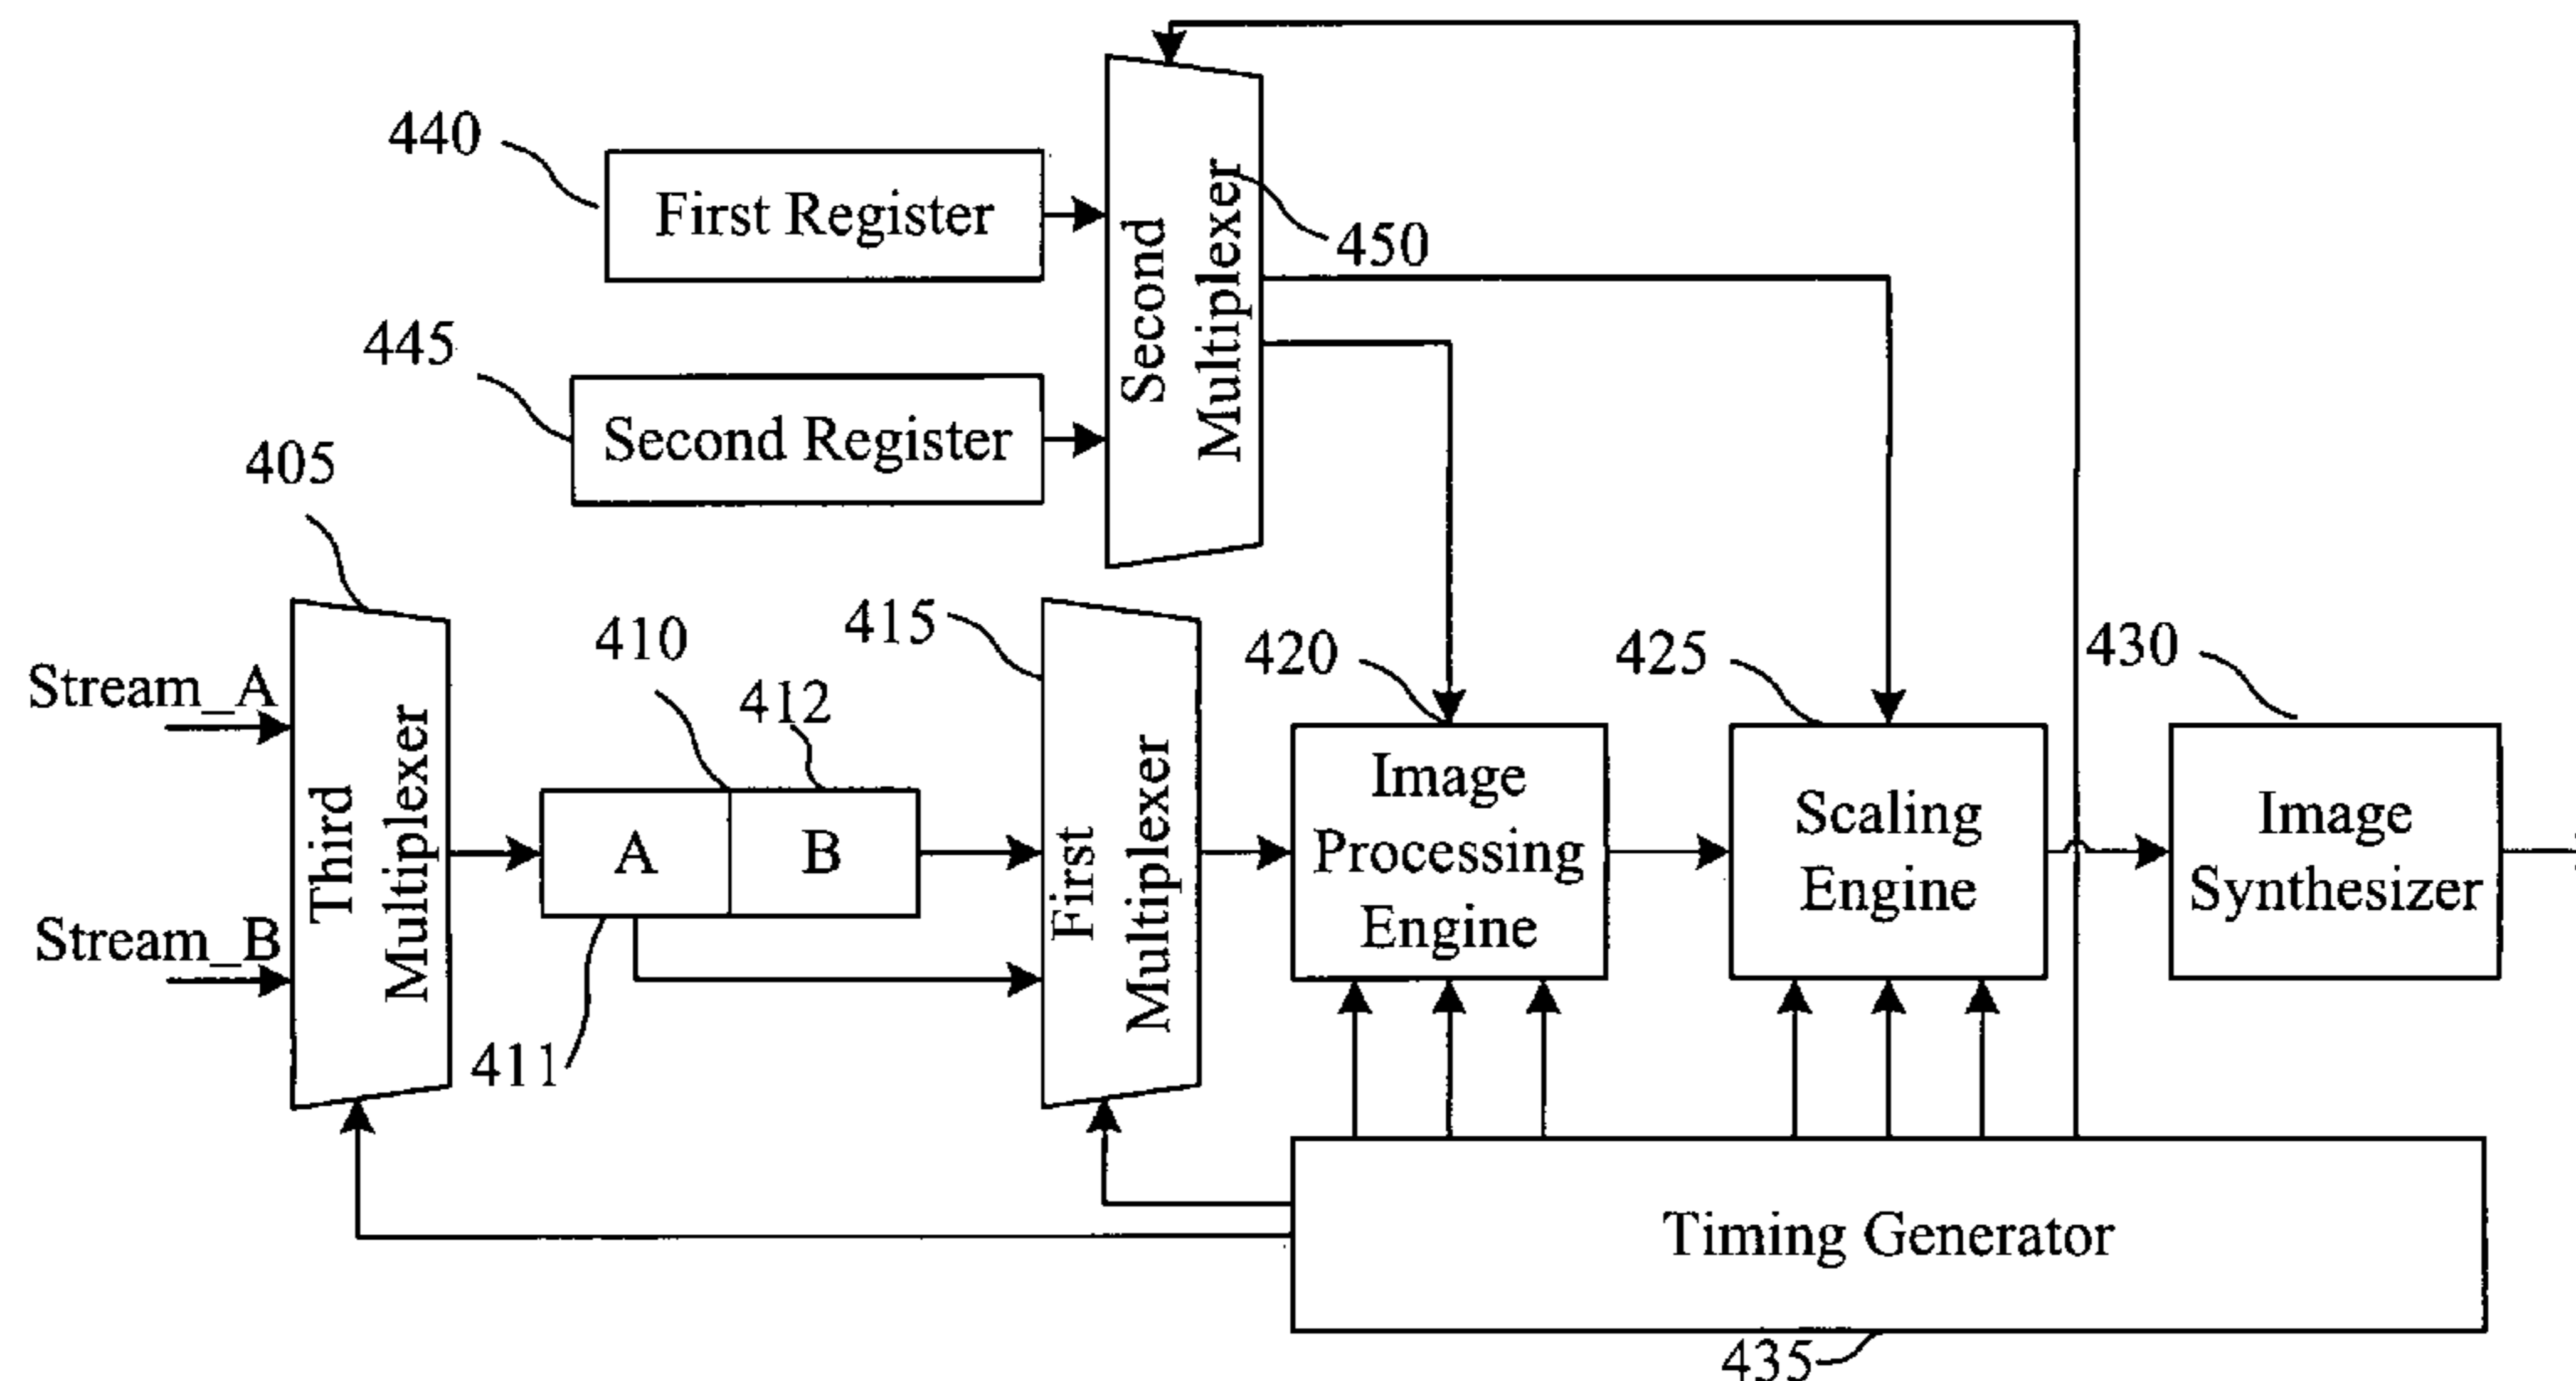 440
First Register
Second
Multiplexer
450
445
Second Register
405
Stream_A
Stream_B
Third
Multiplexer
410
412
A
B
411
415
First
Multiplexer
420
Image
Processing
Engine
425
Scaling
Engine
430
Image
Synthesizer
Timing Generator
435